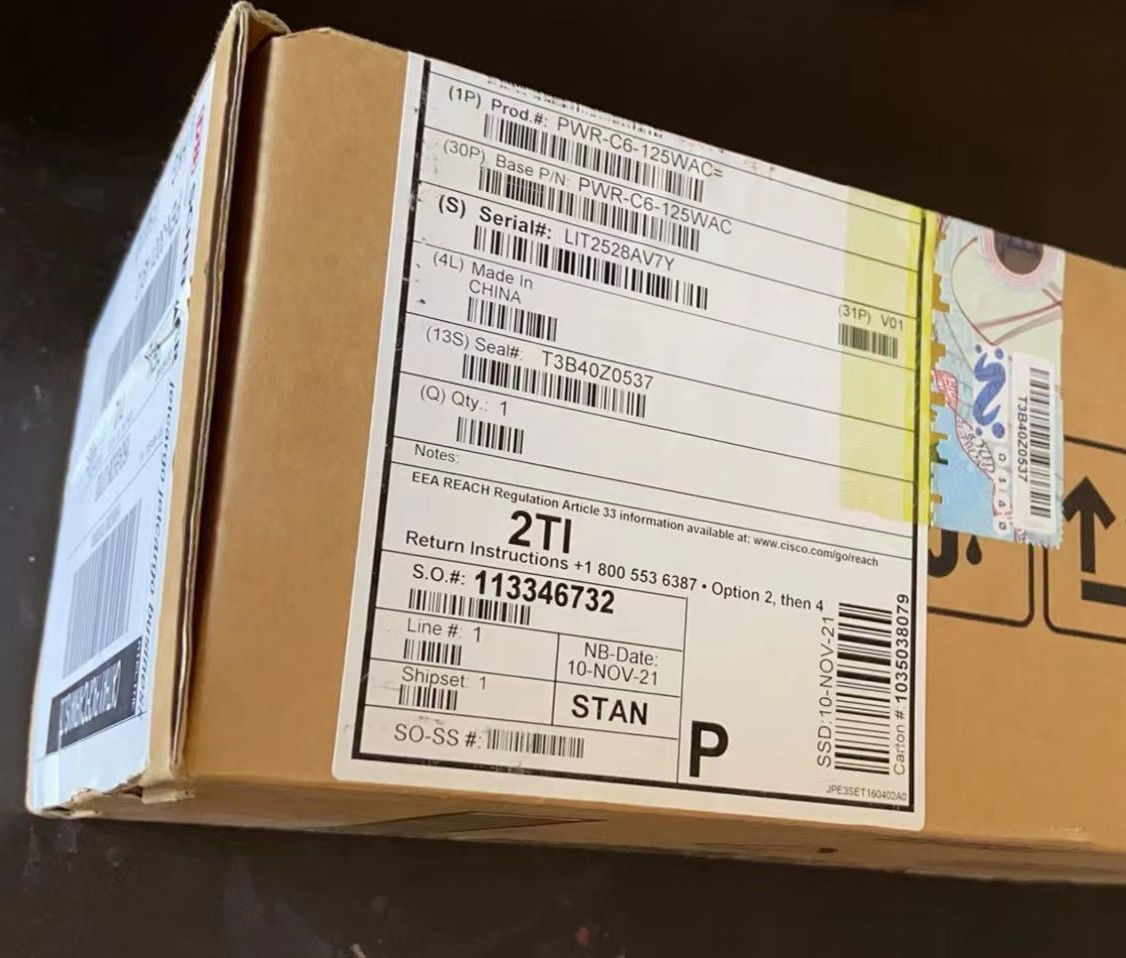 (1P) Prod.#: PWR-C6-125WAC=
(30P) Base P/N: PWR-C6-125WAC
(S) Serial#: LIT2528AV7Y
(4L) Made In
CHINA
(31P) V01
(13S) Seal#: T3B40Z0537
(Q) Qty.: 1
Notes:
EEA REACH Regulation Article 33 information available at: www.cisco.com/go/reach
2TI
Return Instructions +1 800 553 6387 • Option 2, then 4
S.O.#: 113346732
Line #: 1
NB-Date:
10-NOV-21
Shipset: 1
STAN
SO-SS #:
P
SSD:10-NOV-21
Carton #:1035038079
JPE3SET160402A0
T3B40Z0537